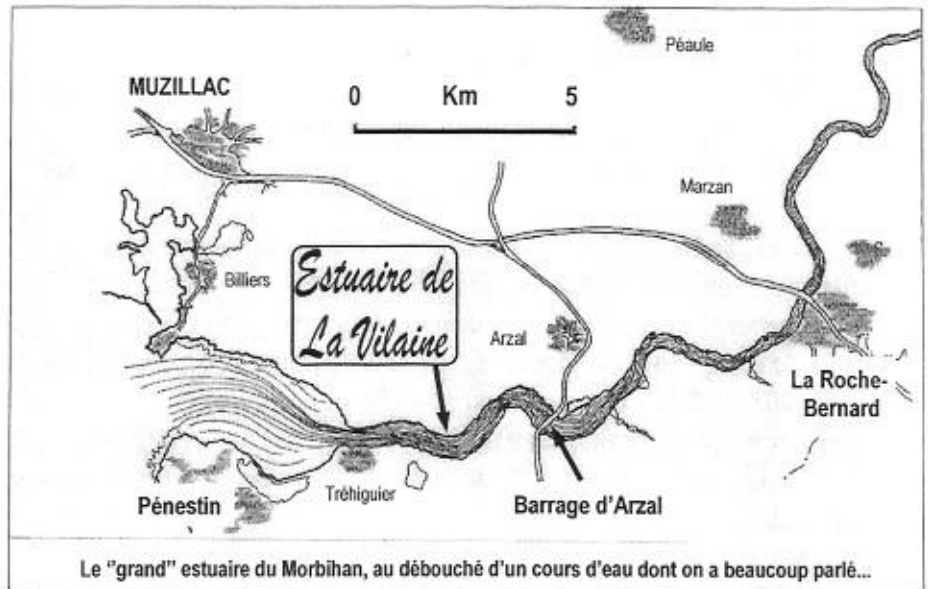 Péaule
MUZILLAC
0 Km 5
Marzan
Billiers
Estuaire de
La Vilaine
Arzal
La Roche-
Bernard
Tréhiguier
Pénestin
Barrage d'Arzal
Le "grand" estuaire du Morbihan, au débouché d'un cours d'eau dont on a beaucoup parlé...